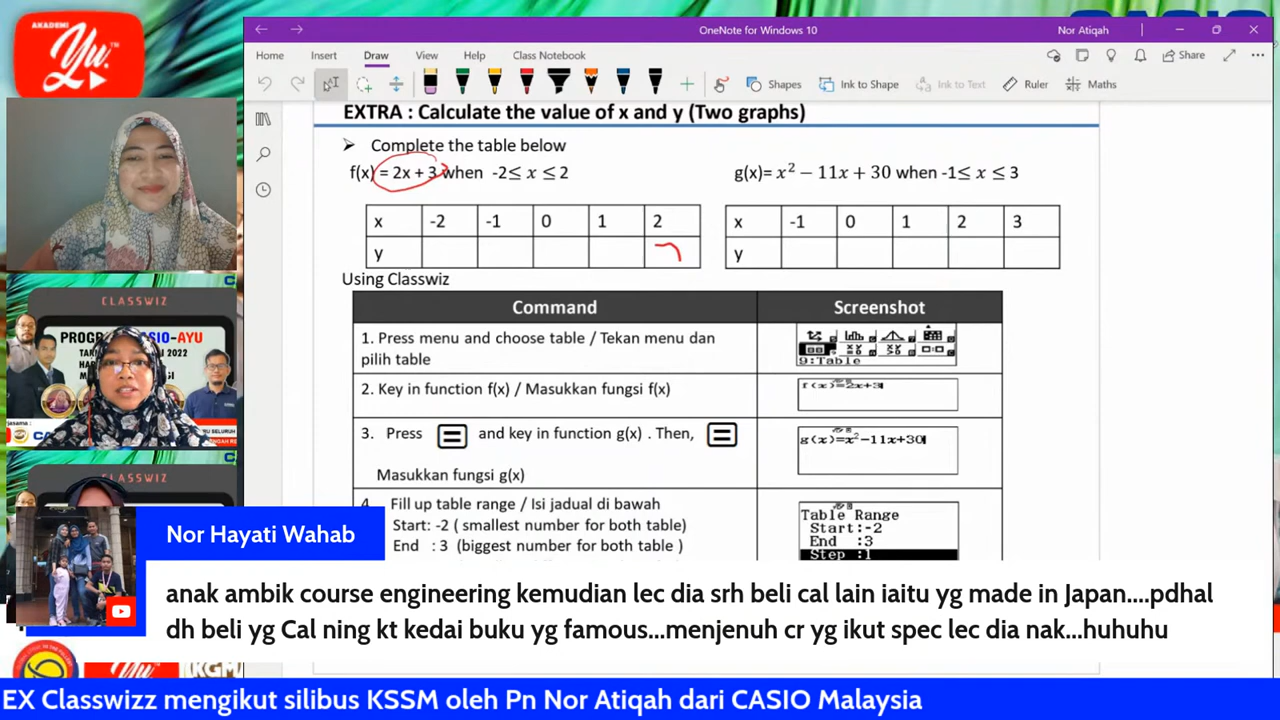 AKADEMI
Yu
OneNote for Windows 10
Nor Atiqah
Home Insert Draw View Help Class Notebook
Share
Shapes Ink to Shape Ink to Text Ruler Maths
EXTRA : Calculate the value of x and y (Two graphs)
➤ Complete the table below
f(x) = 2x + 3 when -2≤ x ≤ 2
g(x)= x² − 11x + 30 when -1≤ x ≤ 3
x -2 -1 0 1 2
y 7
x -1 0 1 2 3
y
Using Classwiz
Command Screenshot
1. Press menu and choose table / Tekan menu dan
pilih table
9:Table
2. Key in function f(x) / Masukkan fungsi f(x)
f(x)=2x+3
3. Press = and key in function g(x) . Then, =
Masukkan fungsi g(x)
g(x)=x²-11x+30
4. Fill up table range / Isi jadual di bawah
Start: -2 ( smallest number for both table)
End : 3 (biggest number for both table )
Table Range
Start:-2
End :3
Step :1
CLASSWIZ
CLASSWIZ
Nor Hayati Wahab
anak ambik course engineering kemudian lec dia srh beli cal lain iaitu yg made in Japan....pdhal
dh beli yg Cal ning kt kedai buku yg famous...menjenuh cr yg ikut spec lec dia nak...huhuhu
EX Classwizz mengikut silibus KSSM oleh Pn Nor Atiqah dari CASIO Malaysia